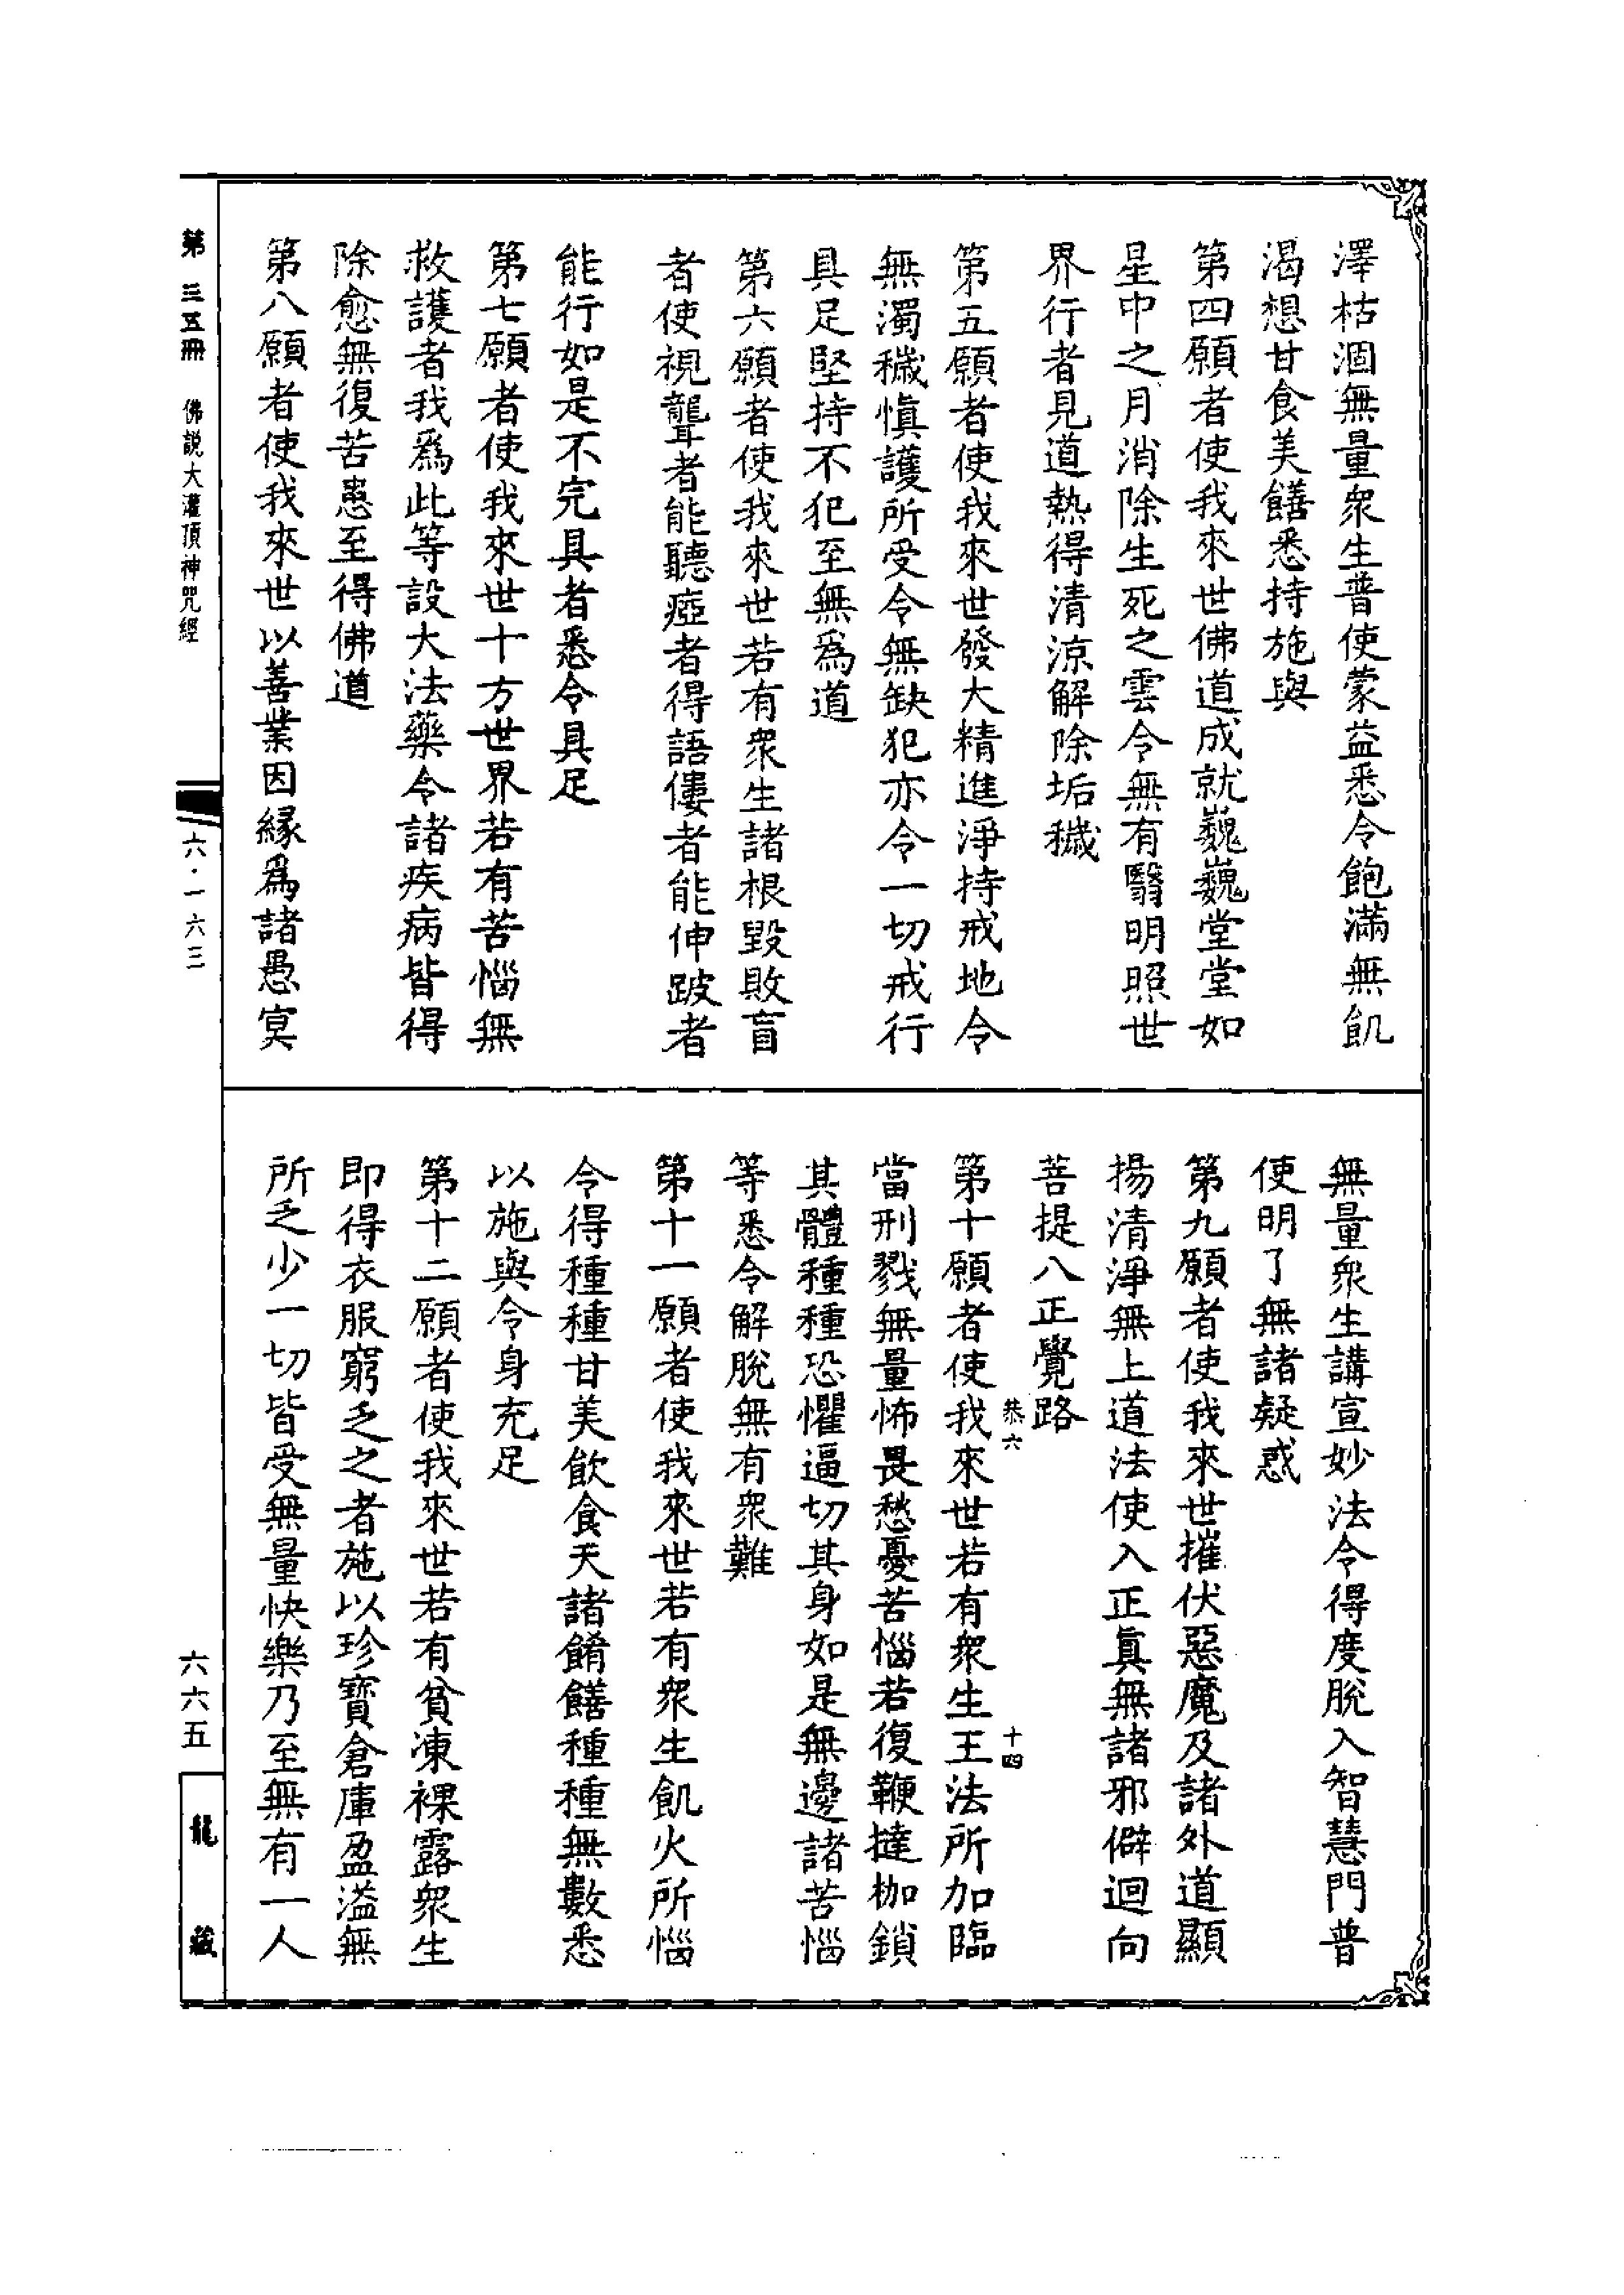 澤枯涸無量衆生普使蒙益悉令飽滿無飢
渴想甘食美饍悉持施與
第四願者使我來世佛道成就巍巍堂堂如
星中之月消除生死之雲令無有翳明照世
界行者見道熱得清涼解除垢穢
第五願者使我來世發大精進淨持戒地令
無濁穢慎護所受令無缺犯亦令一切戒行
具足堅持不犯至無爲道
第六願者使我來世若有衆生諸根毀敗盲
者使視聾者能聽瘂者得語僂者能伸跛者
能行如是不完具者悉令具足
第七願者使我來世十方世界若有苦惱無
救護者我爲此等設大法藥令諸疾病皆得
除愈無復苦患至得佛道
第八願者使我來世以善業因緣爲諸愚冥
無量衆生講宣妙法令得度脫入智慧門普
使明了無諸疑惑
第九願者使我來世摧伏惡魔及諸外道顯
揚清淨無上道法使入正真無諸邪僻迴向
菩提八正覺路
恭六 十四
第十願者使我來世若有衆生王法所加臨
當刑戮無量怖畏愁憂苦惱若復鞭撻枷鎖
其體種種恐懼逼切其身如是無邊諸苦惱
等悉令解脫無有衆難
第十一願者使我來世若有衆生飢火所惱
令得種種甘美飲食天諸餚饍種種無數悉
以施與令身充足
第十二願者使我來世若有貧凍裸露衆生
即得衣服窮乏之者施以珍寶倉庫盈溢無
所乏少一切皆受無量快樂乃至無有一人
第三五冊 佛説大灌頂神咒經
六·一六三
六六五
龍藏